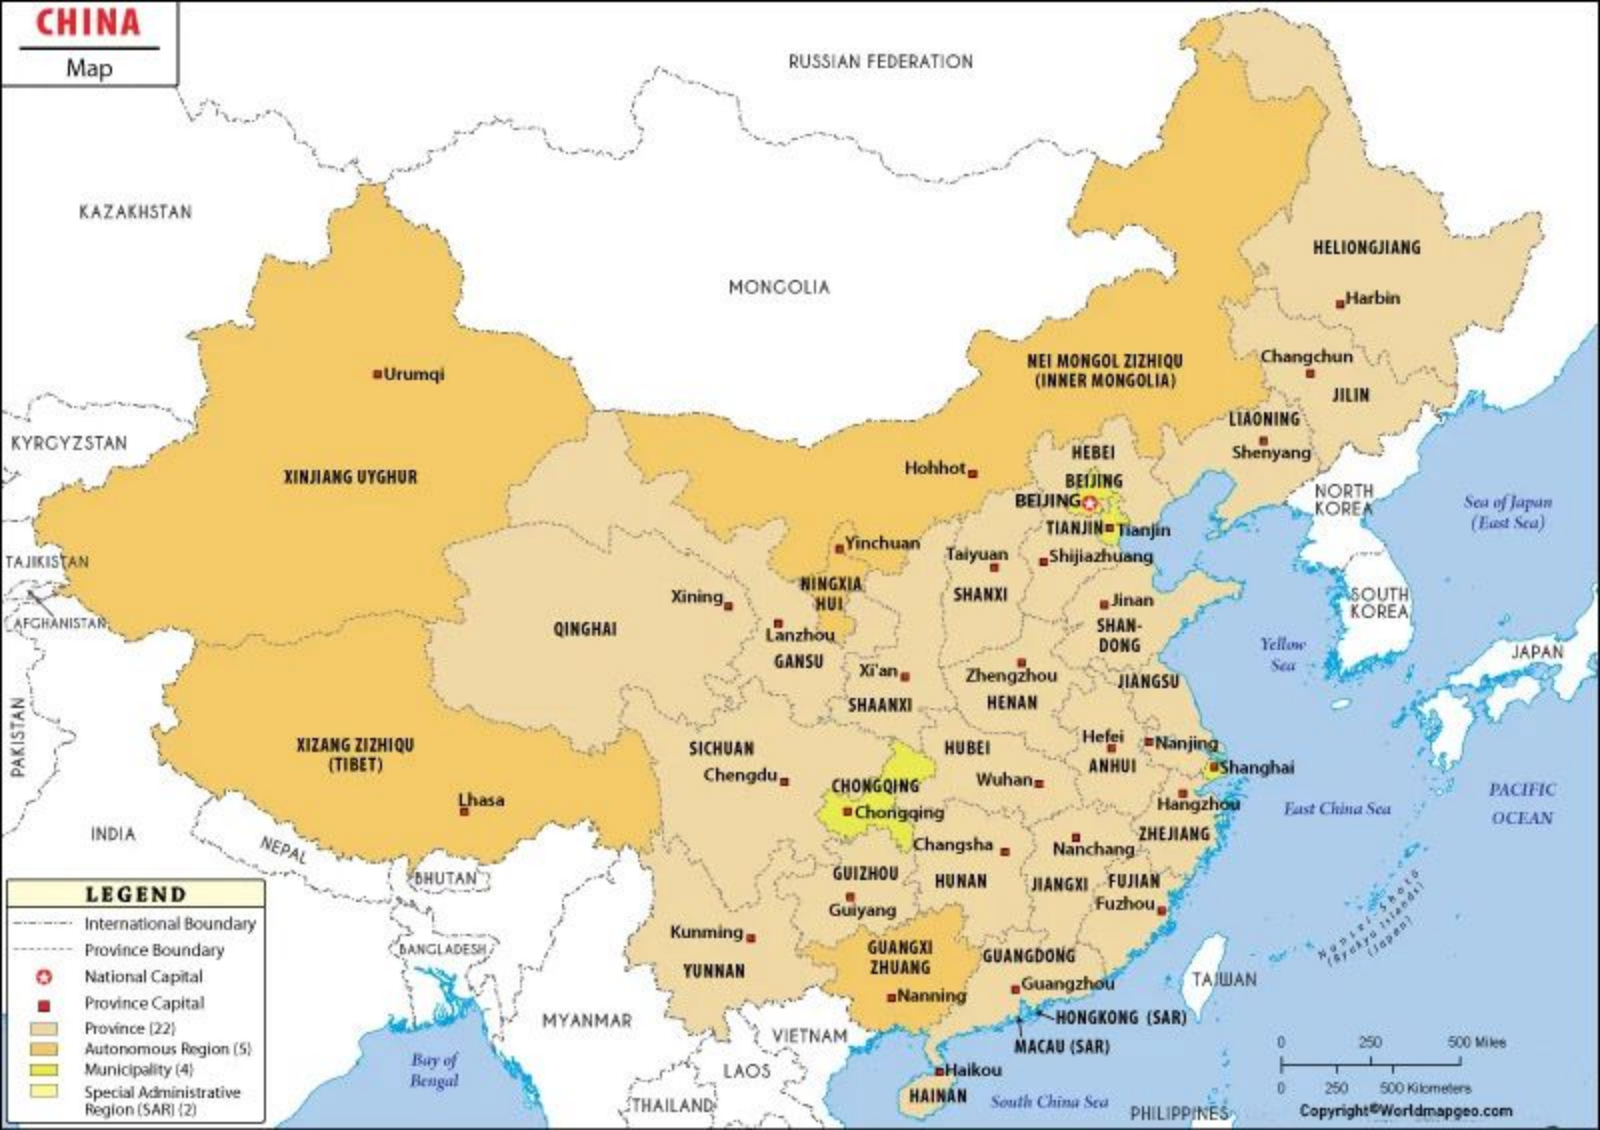 CHINA
Map
RUSSIAN FEDERATION
KAZAKHSTAN
MONGOLIA
HELIONGJIANG
Harbin
Changchun
JILIN
NEI MONGOL ZIZHIQU
(INNER MONGOLIA)
Urumqi
LIAONING
Shenyang
KYRGYZSTAN
XINJIANG UYGHUR
Hohhot
HEBEI
BEIJING
BEIJING
TIANJIN
Tianjin
NORTH
KOREA
Sea of Japan
(East Sea)
Yinchuan
Taiyuan
Shijiazhuang
TAJIKISTAN
NINGXIA
HUI
SHANXI
Xining
Jinan
SOUTH
KOREA
AFGHANISTAN
QINGHAI
Lanzhou
GANSU
SHAN-
DONG
Yellow
Sea
JAPAN
Xi'an
Zhengzhou
JIANGSU
SHAANXI
HENAN
PAKISTAN
XIZANG ZIZHIQU
(TIBET)
SICHUAN
Chengdu
HUBEI
Hefei
Nanjing
ANHUI
Shanghai
CHONGQING
Wuhan
Lhasa
Chongqing
Hangzhou
East China Sea
PACIFIC
OCEAN
INDIA
NEPAL
Changsha
Nanchang
ZHEJIANG
BHUTAN
GUIZHOU
HUNAN
JIANGXI
FUJIAN
Guiyang
Fuzhou
Nansei-Shoto
(Ryukyu Islands)
(Japan)
Kunming
BANGLADESH
GUANGXI
ZHUANG
GUANGDONG
YUNNAN
Guangzhou
TAIWAN
Nanning
MYANMAR
VIETNAM
HONGKONG (SAR)
MACAU (SAR)
Bay of
Bengal
LAOS
Haikou
HAINAN
South China Sea
THAILAND
PHILIPPINES
LEGEND
International Boundary
Province Boundary
National Capital
Province Capital
Province (22)
Autonomous Region (5)
Municipality (4)
Special Administrative
Region (SAR) (2)
0 250 500 Miles
0 250 500 Kilometers
Copyright©Worldmapgeo.com